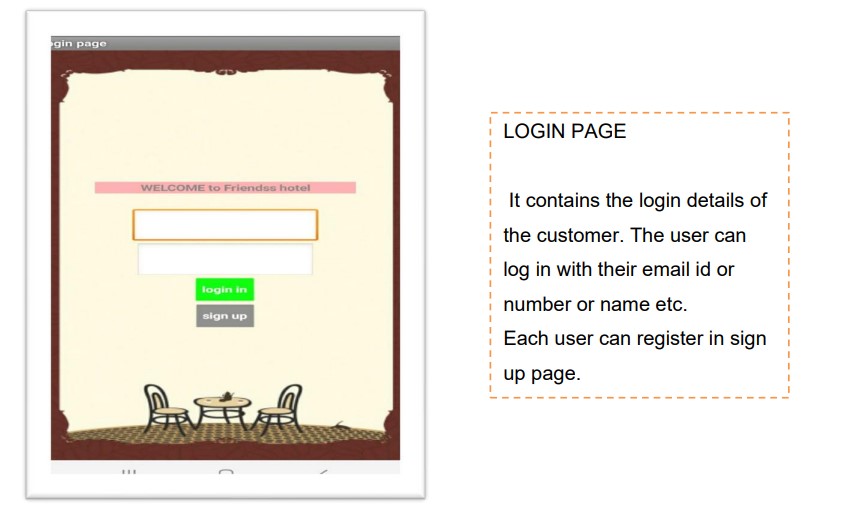 gin page
WELCOME to Friendss hotel
login in
sign up
LOGIN PAGE
It contains the login details of
the customer. The user can
log in with their email id or
number or name etc.
Each user can register in sign
up page.